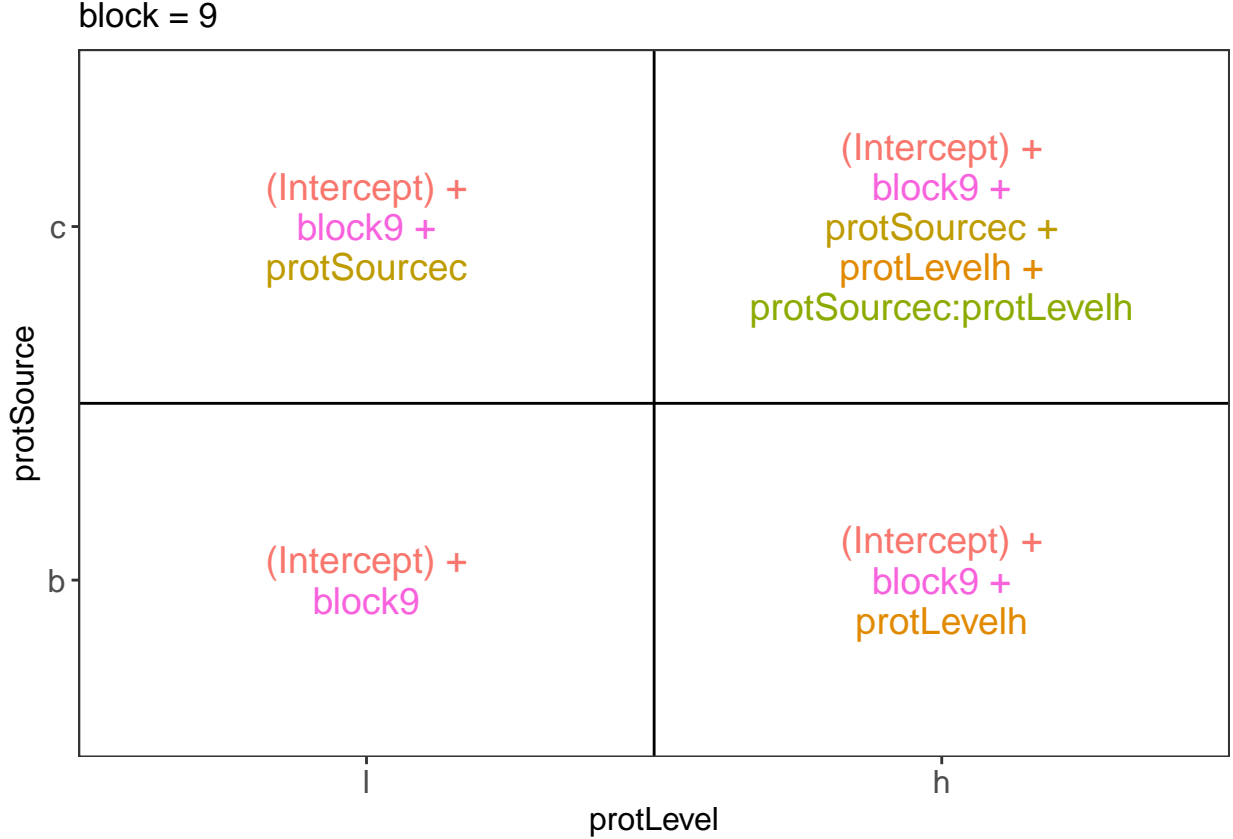 block = 9
(Intercept) +
block9 +
protSourcec
(Intercept) +
block9 +
protSourcec +
protLevelh +
protSourcec:protLevelh
(Intercept) +
block9
(Intercept) +
block9 +
protLevelh
c
b
protSource
l
h
protLevel